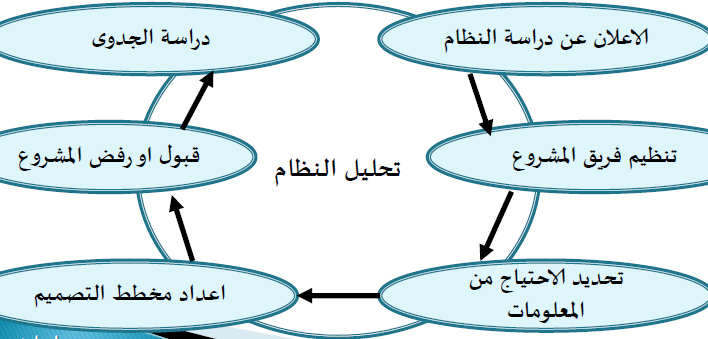 الاعلان عن دراسة النظام
دراسة الجدوى
تنظيم فريق المشروع
قبول او رفض المشروع
تحليل النظام
تحديد الاحتياج من
المعلومات
اعداد مخطط التصميم